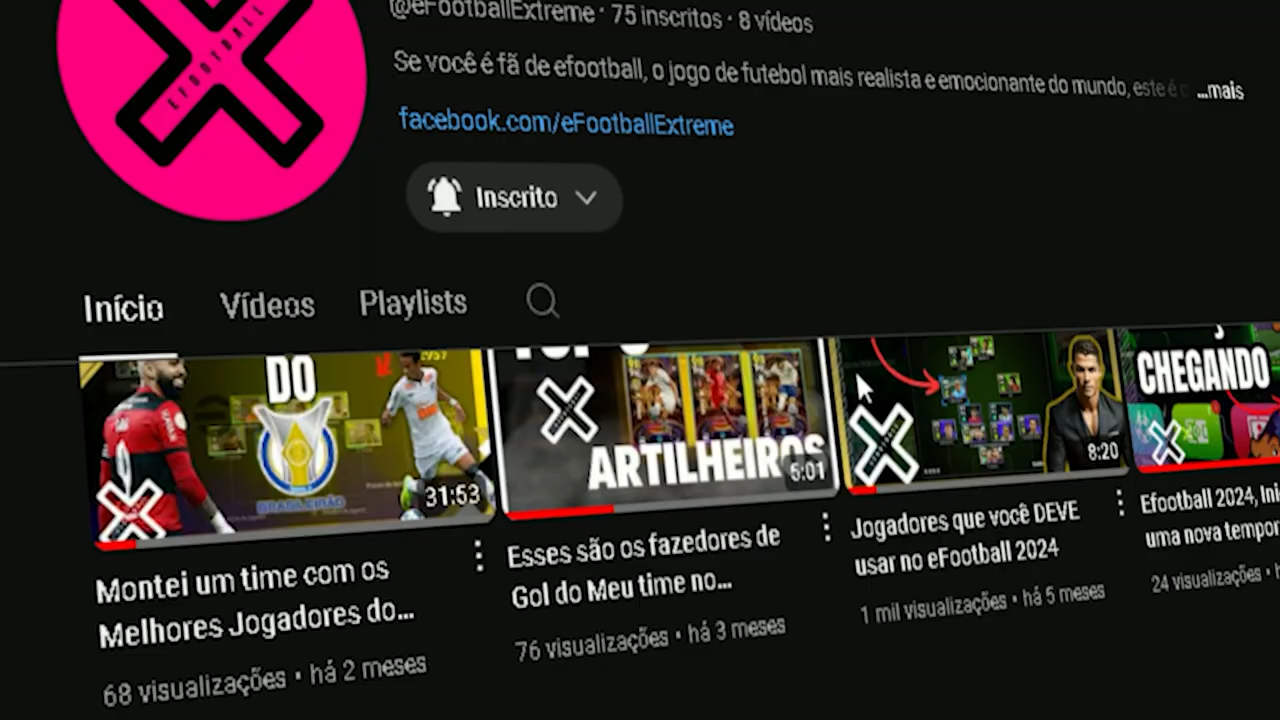 @eFootballExtreme · 75 inscritos · 8 vídeos
Se você é fã de efootball, o jogo de futebol mais realista e emocionante do mundo, este é o ...mais
facebook.com/eFootballExtreme
Inscrito
Início Vídeos Playlists
EFOOTBALL
DO
BRASILEIRÃO
31:53
ARTILHEIROS
5:01
8:20
CHEGANDO
Montei um time com os
Melhores Jogadores do...
68 visualizações • há 2 meses
Esses são os fazedores de
Gol do Meu time no...
76 visualizações • há 3 meses
Jogadores que você DEVE
usar no eFootball 2024
1 mil visualizações • há 5 meses
Efootball 2024, Ini
uma nova tempor
24 visualizações •